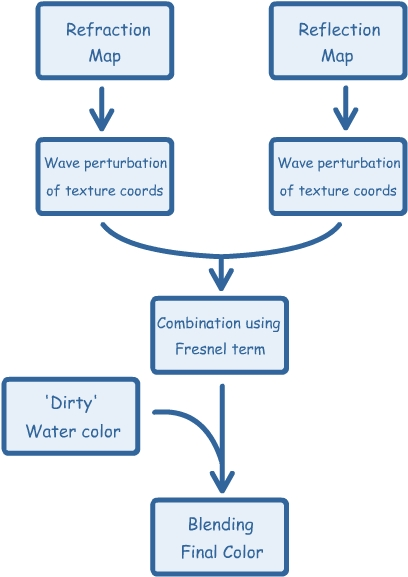 Refraction
Map
Reflection
Map
Wave perturbation
of texture coords
Wave perturbation
of texture coords
Combination using
Fresnel term
'Dirty'
Water color
Blending
Final Color